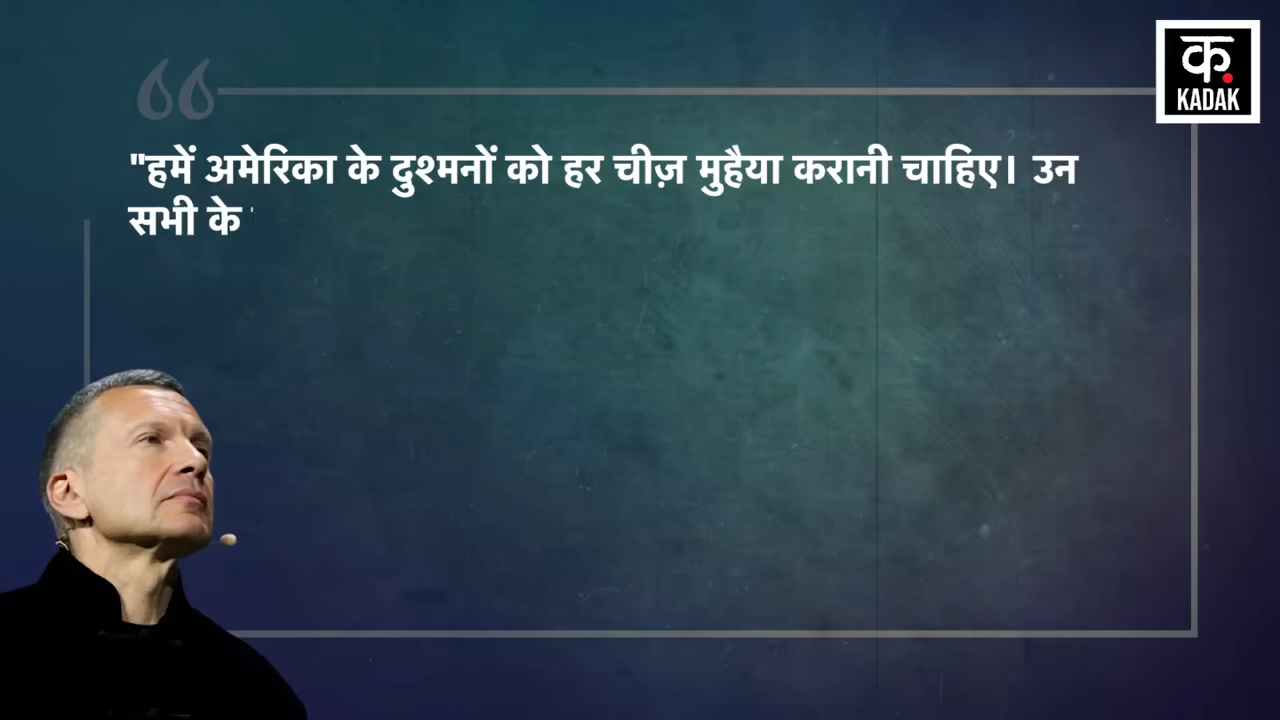 क.
KADAK
"हमें अमेरिका के दुश्मनों को हर चीज़ मुहैया करानी चाहिए। उन
सभी के